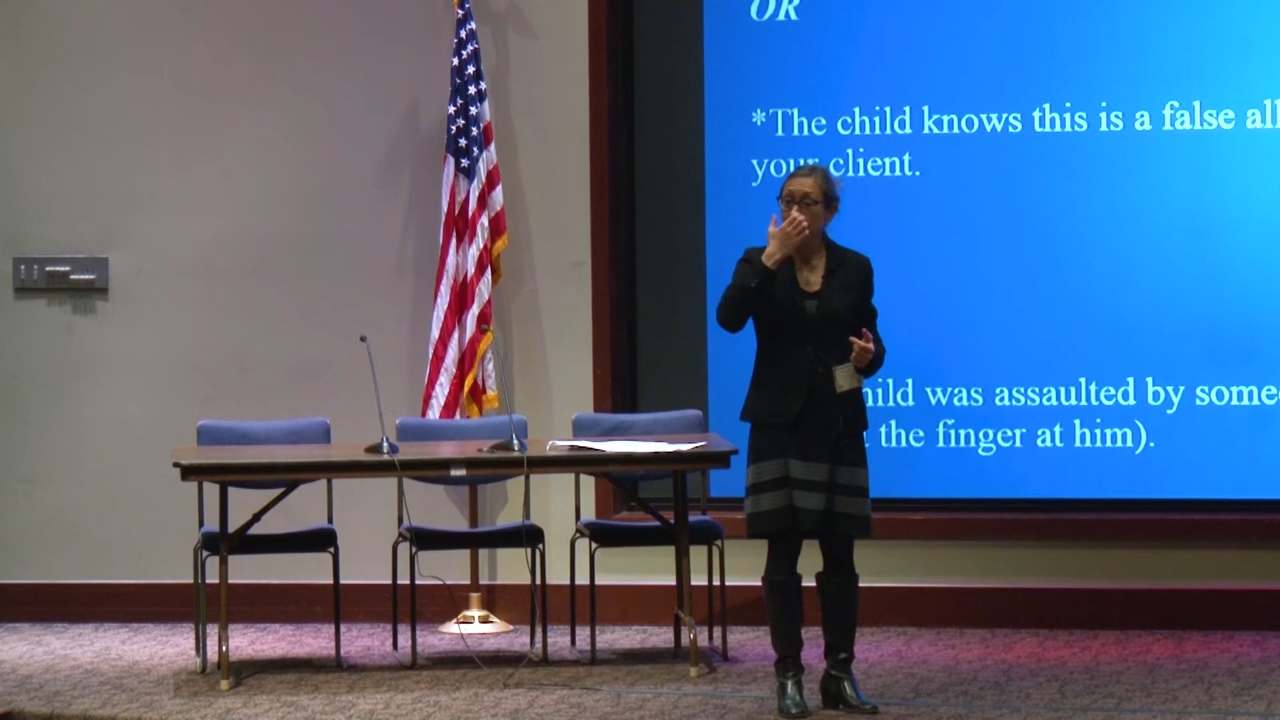 OR
*The child knows this is a false all
your client.
hild was assaulted by some
the finger at him).